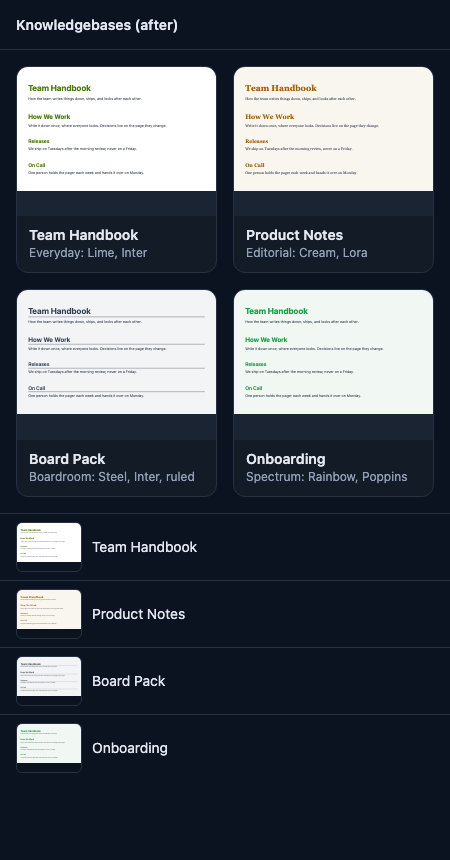 Knowledgebases (after)
Team Handbook
How the team writes things down, ships, and looks after each other.
How We Work
Write it down once, where everyone looks. Decisions live on the page they change.
Releases
We ship on Tuesdays after the morning review, never on a Friday.
On Call
One person holds the pager each week and hands it over on Monday.
Team Handbook
Everyday: Lime, Inter
Team Handbook
How the team writes things down, ships, and looks after each other.
How We Work
Write it down once, where everyone looks. Decisions live on the page they change.
Releases
We ship on Tuesdays after the morning review, never on a Friday.
On Call
One person holds the pager each week and hands it over on Monday.
Product Notes
Editorial: Cream, Lora
Team Handbook
How the team writes things down, ships, and looks after each other.
How We Work
Write it down once, where everyone looks. Decisions live on the page they change.
Releases
We ship on Tuesdays after the morning review, never on a Friday.
On Call
One person holds the pager each week and hands it over on Monday.
Board Pack
Boardroom: Steel, Inter, ruled
Team Handbook
How the team writes things down, ships, and looks after each other.
How We Work
Write it down once, where everyone looks. Decisions live on the page they change.
Releases
We ship on Tuesdays after the morning review, never on a Friday.
On Call
One person holds the pager each week and hands it over on Monday.
Onboarding
Spectrum: Rainbow, Poppins
Team Handbook
Team Handbook
Team Handbook
Product Notes
Team Handbook
Board Pack
Team Handbook
Onboarding